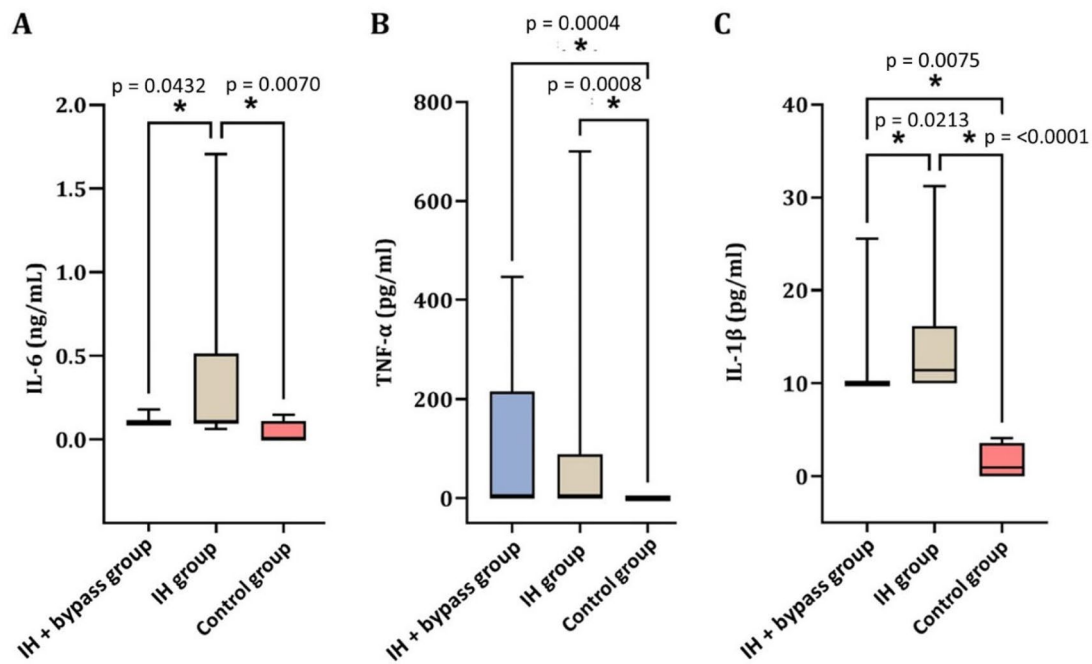 A
p = 0.0432
*
p = 0.0070
*
2.0
1.5
1.0
0.5
0.0
IL-6 (ng/mL)
IH + bypass group
IH group
Control group
B
p = 0.0004
*
p = 0.0008
*
800
600
400
200
0
TNF-α (pg/ml)
IH + bypass group
IH group
Control group
C
p = 0.0075
*
p = 0.0213
*
* p = <0.0001
40
30
20
10
0
IL-1β (pg/ml)
IH + bypass group
IH group
Control group